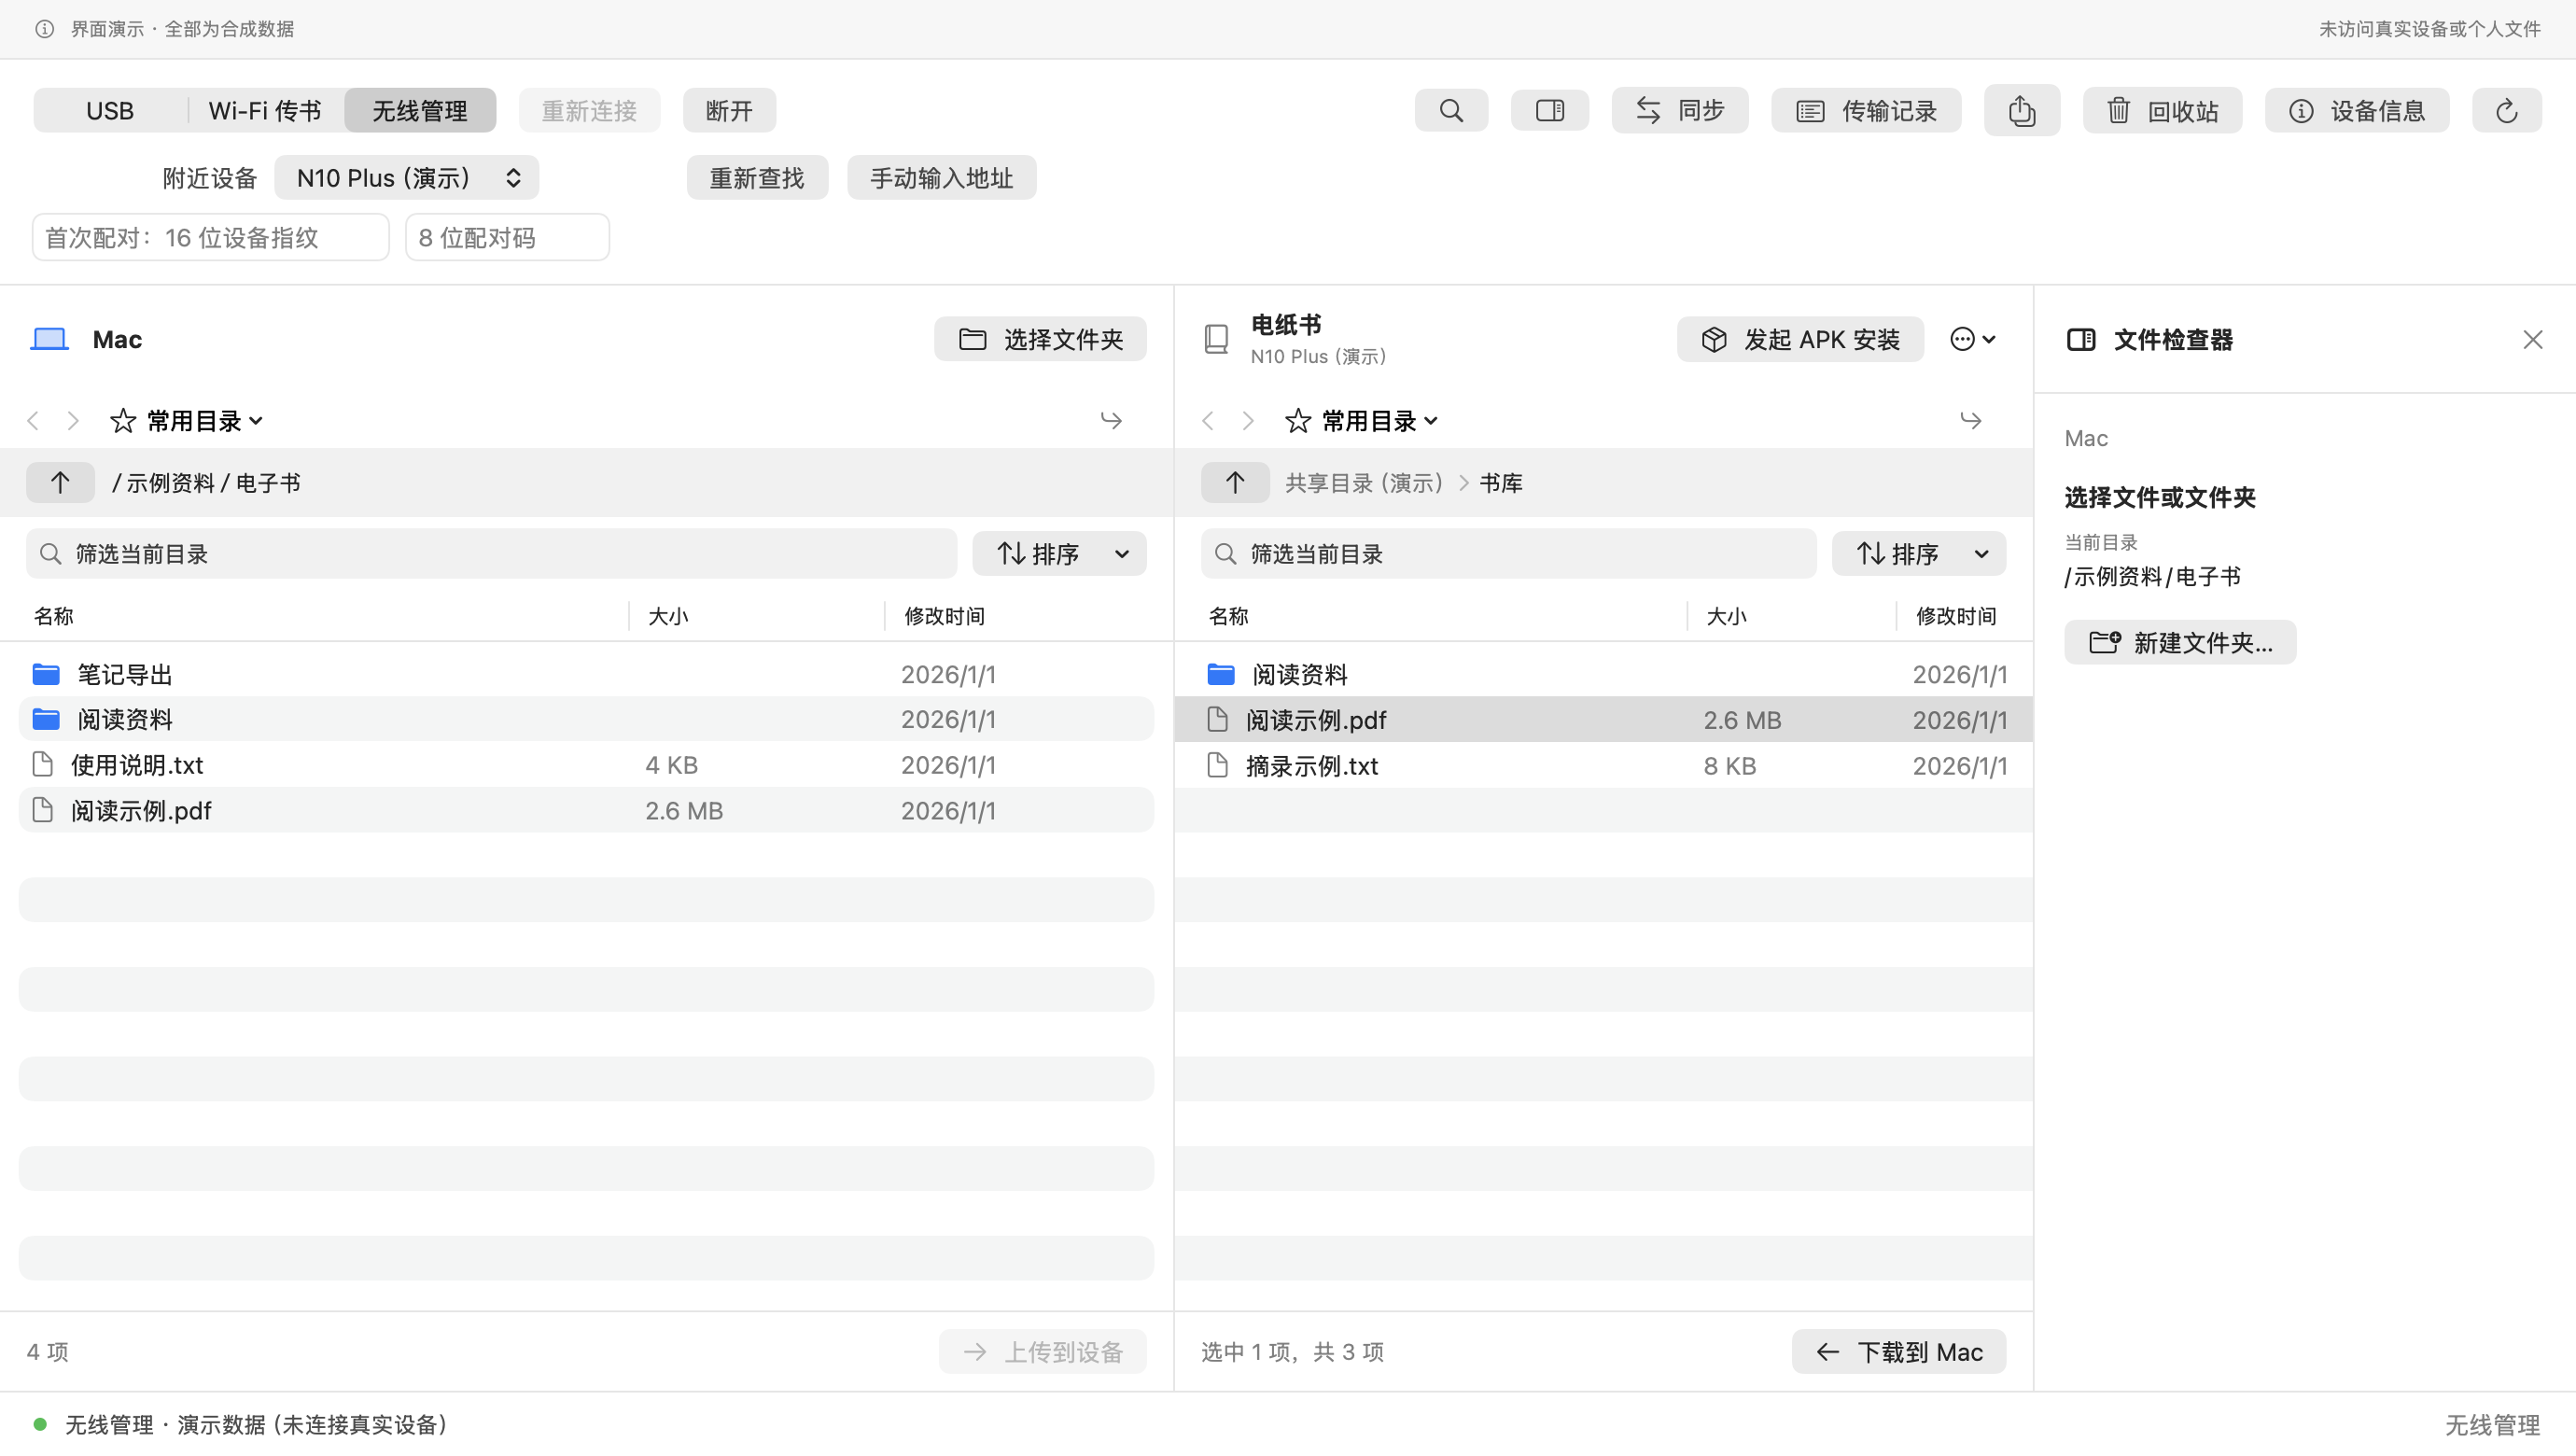 界面演示 · 全部为合成数据
未访问真实设备或个人文件
USB
Wi-Fi 传书
无线管理
重新连接
断开
同步
传输记录
回收站
设备信息
附近设备
N10 Plus (演示)
重新查找
手动输入地址
首次配对：16 位设备指纹
8 位配对码
Mac
选择文件夹
常用目录
/ 示例资料 / 电子书
筛选当前目录
排序
名称
大小
修改时间
笔记导出
2026/1/1
阅读资料
2026/1/1
使用说明.txt
4 KB
2026/1/1
阅读示例.pdf
2.6 MB
2026/1/1
4 项
上传到设备
电纸书
N10 Plus (演示)
发起 APK 安装
常用目录
共享目录 (演示)
书库
筛选当前目录
排序
名称
大小
修改时间
阅读资料
2026/1/1
阅读示例.pdf
2.6 MB
2026/1/1
摘录示例.txt
8 KB
2026/1/1
选中 1 项，共 3 项
下载到 Mac
文件检查器
Mac
选择文件或文件夹
当前目录
/示例资料/电子书
新建文件夹...
无线管理 · 演示数据 (未连接真实设备)
无线管理